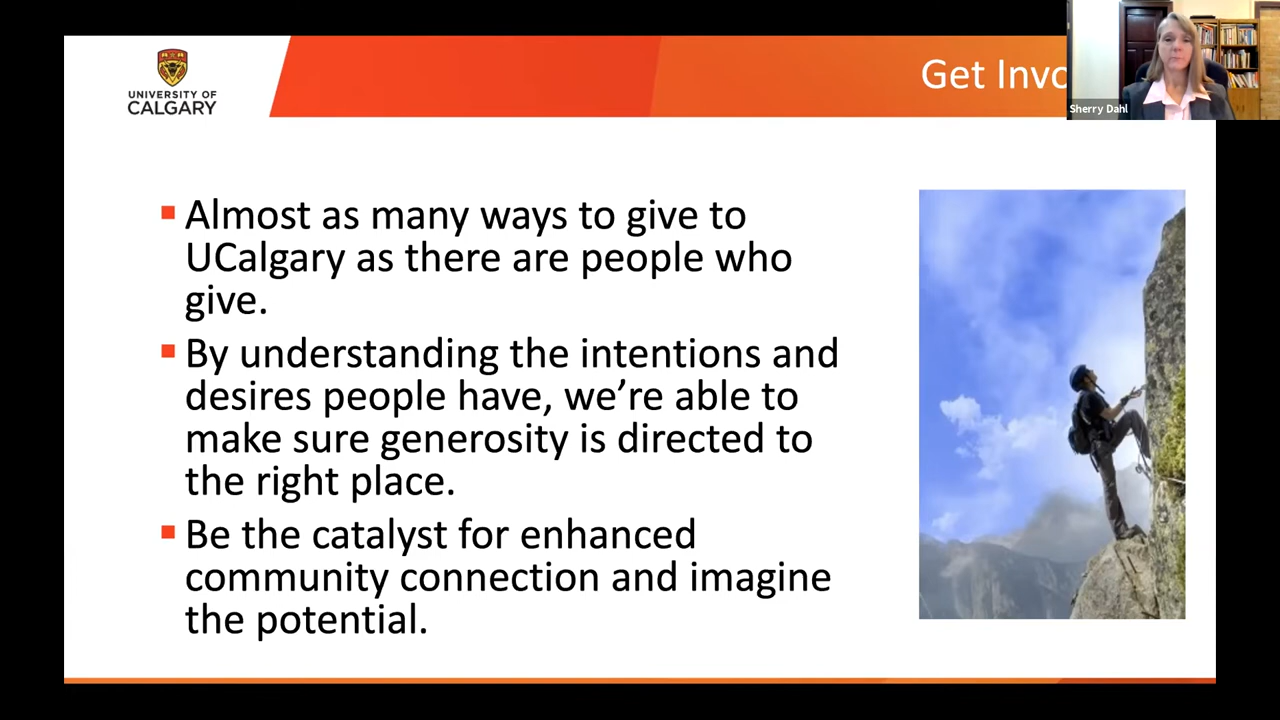 UNIVERSITY OF
CALGARY
Get Invo
Sherry Dahl
▪ Almost as many ways to give to
UCalgary as there are people who
give.
▪ By understanding the intentions and
desires people have, we’re able to
make sure generosity is directed to
the right place.
▪ Be the catalyst for enhanced
community connection and imagine
the potential.